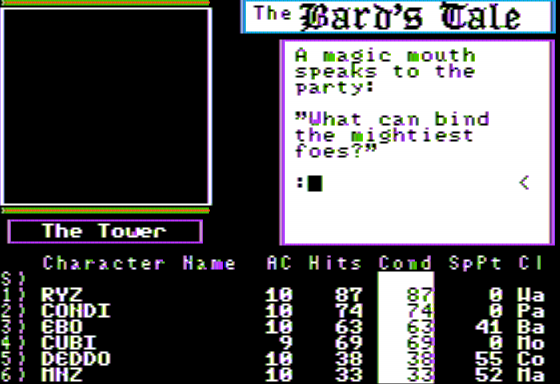 The Bard's Tale
A magic mouth
speaks to the
party:
"What can bind
the mightiest
foes?"
:
<
The Tower
Character Name AC Hits Cond SpPt Cl
S)
1) RYZ 10 87 87 0 Wa
2) CONDI 10 74 74 0 Pa
3) EBO 10 63 63 41 Ba
4) CUBI 9 69 69 0 Mo
5) DEDDO 10 38 38 55 Co
6) MNZ 10 33 33 52 Ma